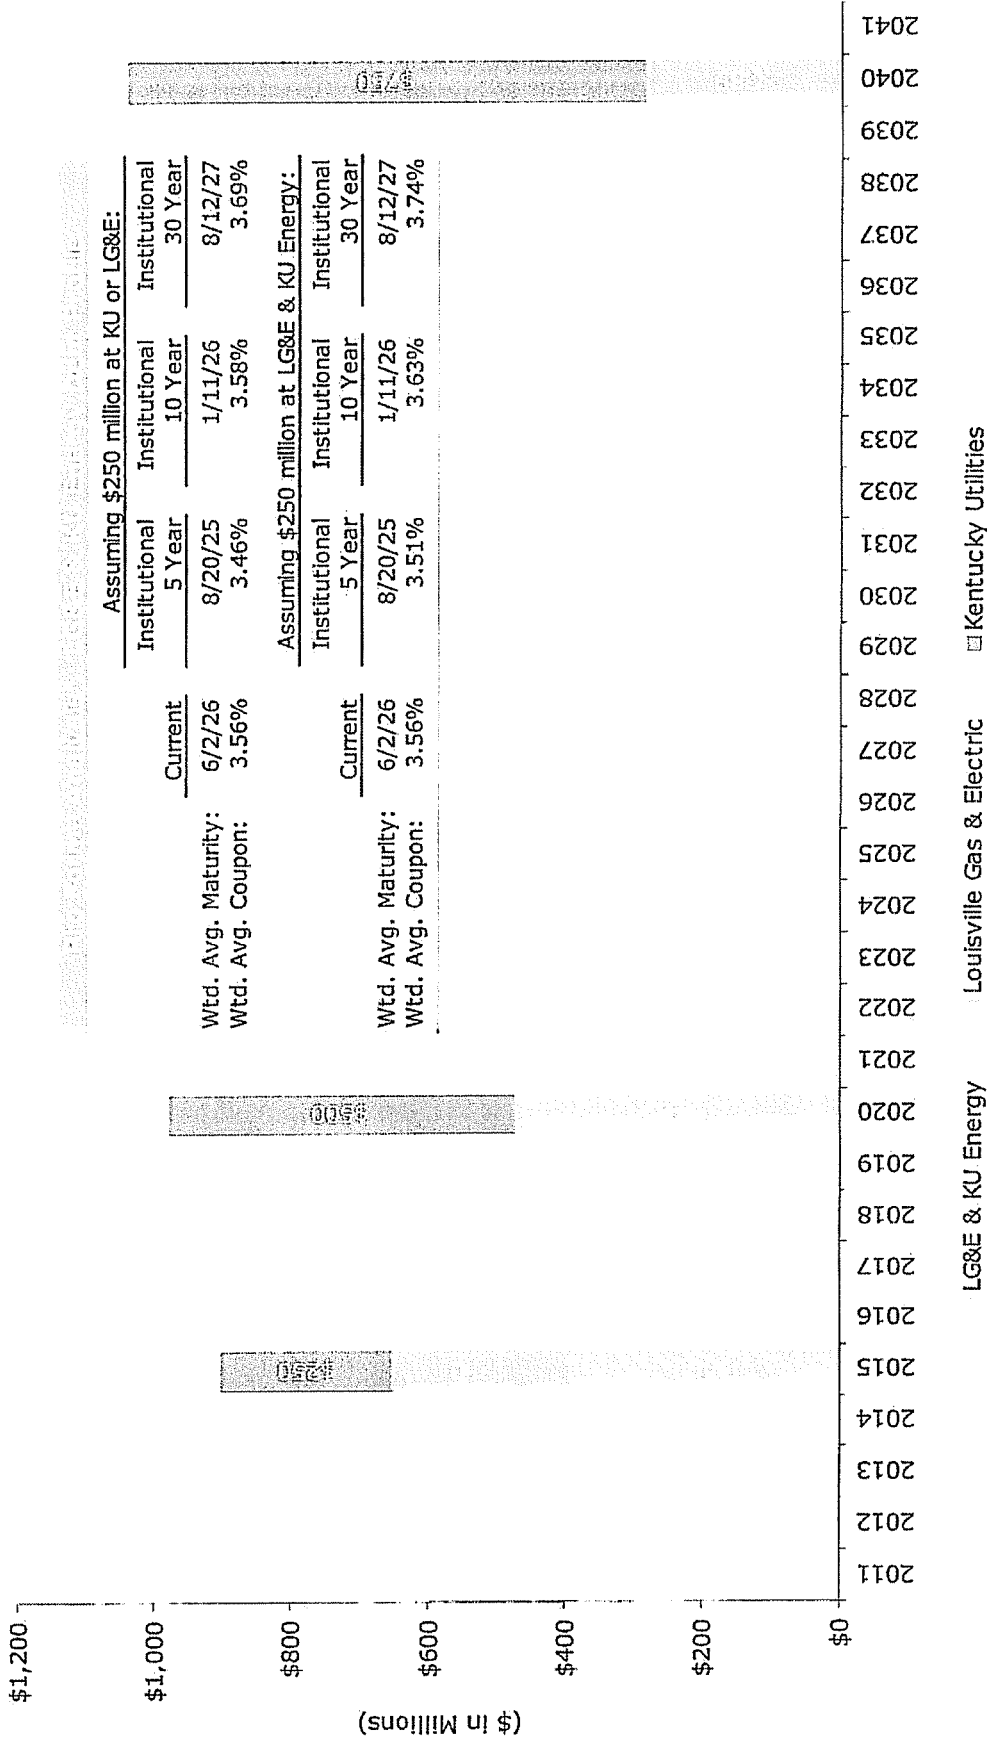 Assuming $250 million at KU or LG&E:
Institutional Institutional Institutional
Current 5 Year 10 Year 30 Year
Wtd. Avg. Maturity: 6/2/26 8/20/25 1/11/26 8/12/27
Wtd. Avg. Coupon: 3.56% 3.46% 3.58% 3.69%
Assuming $250 million at LG&E & KU Energy:
Institutional Institutional Institutional
Current 5 Year 10 Year 30 Year
Wtd. Avg. Maturity: 6/2/26 8/20/25 1/11/26 8/12/27
Wtd. Avg. Coupon: 3.56% 3.51% 3.63% 3.74%
($ in Millions)
$1,200
$1,000
$800
$600
$400
$200
$0
$250
$500
$750
2011 2012 2013 2014 2015 2016 2017 2018 2019 2020 2021 2022 2023 2024 2025 2026 2027 2028 2029 2030 2031 2032 2033 2034 2035 2036 2037 2038 2039 2040 2041
LG&E & KU Energy Louisville Gas & Electric Kentucky Utilities